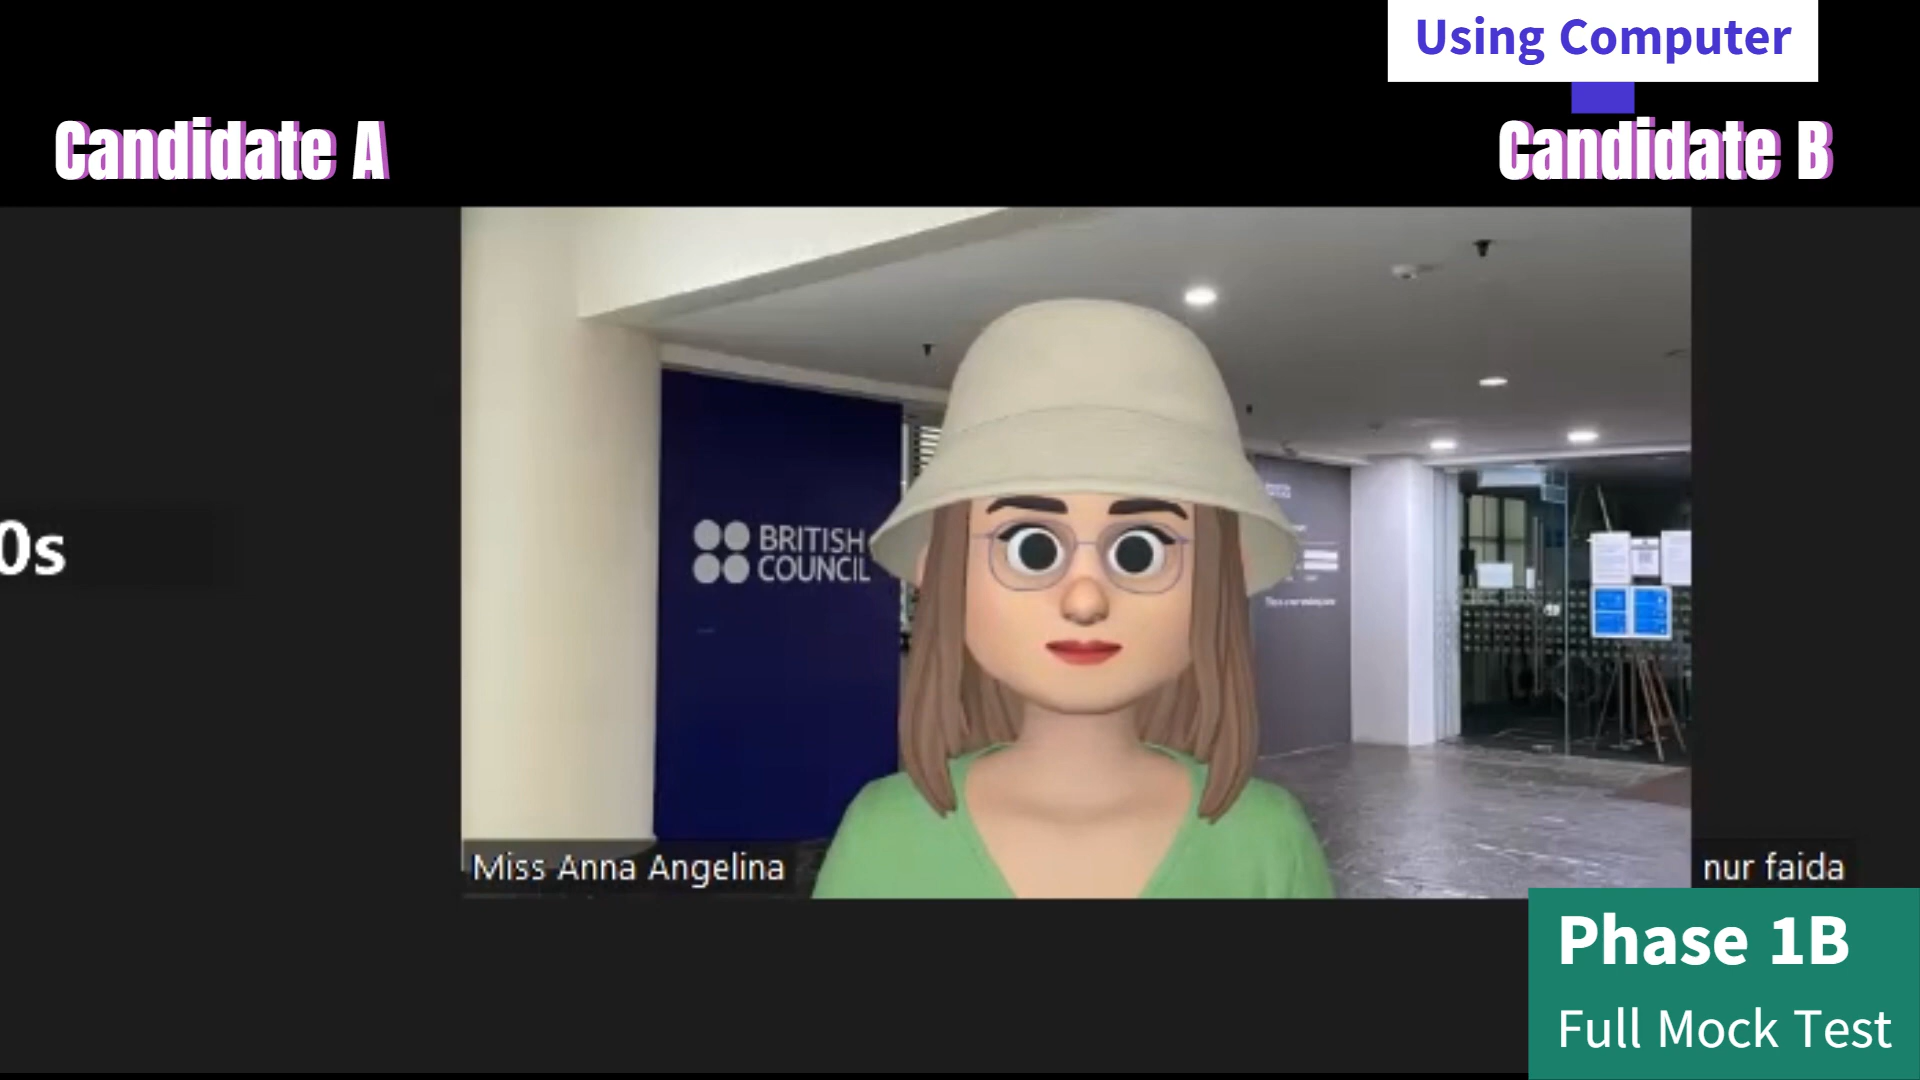 Using Computer
Candidate A
Candidate B
0s
BRITISH
COUNCIL
Miss Anna Angelina
nur faida
Phase 1B
Full Mock Test